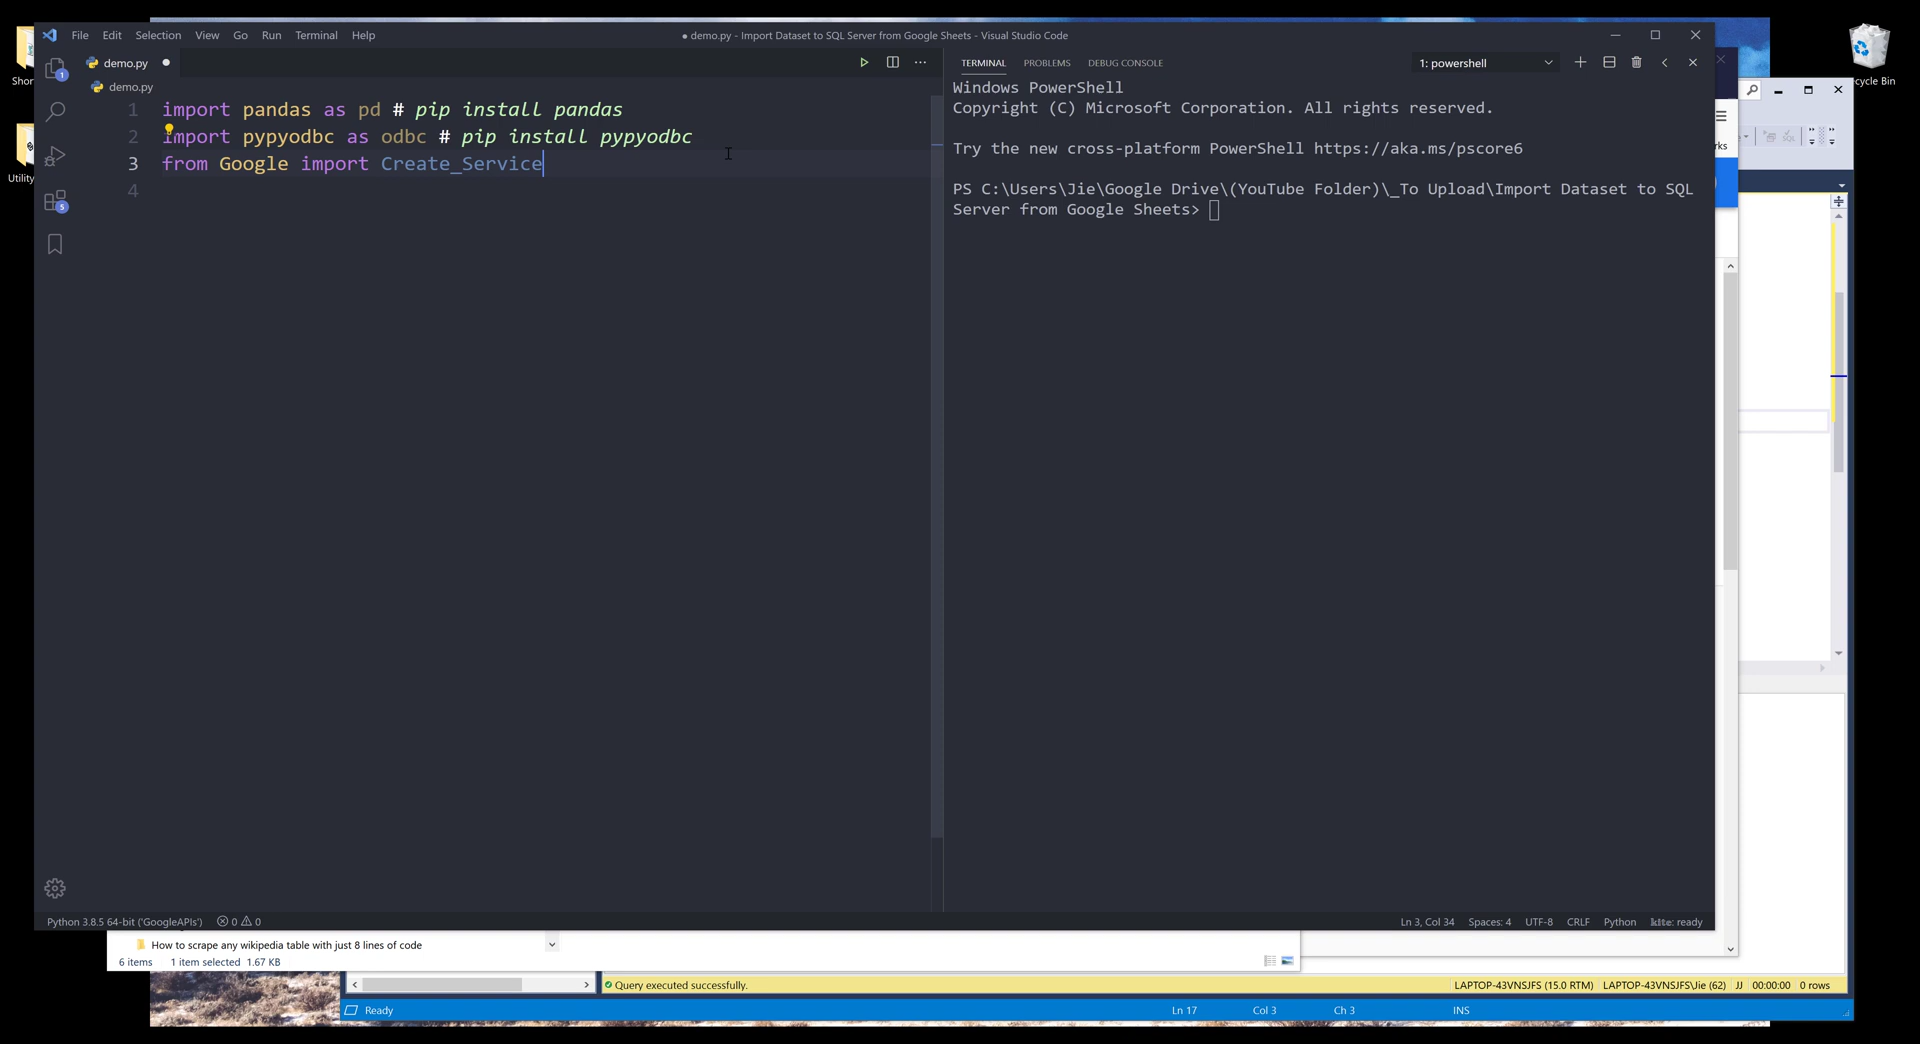 File Edit Selection View Go Run Terminal Help
● demo.py - Import Dataset to SQL Server from Google Sheets - Visual Studio Code
demo.py
demo.py
1 import pandas as pd # pip install pandas
2 import pypyodbc as odbc # pip install pypyodbc
3 from Google import Create_Service
4
1
5
TERMINAL PROBLEMS DEBUG CONSOLE
1: powershell
Windows PowerShell
Copyright (C) Microsoft Corporation. All rights reserved.
Try the new cross-platform PowerShell https://aka.ms/pscore6
PS C:\Users\Jie\Google Drive\(YouTube Folder)\_To Upload\Import Dataset to SQL
Server from Google Sheets>
Python 3.8.5 64-bit ('GoogleAPIs') 0 0
Ln 3, Col 34 Spaces: 4 UTF-8 CRLF Python kite: ready
How to scrape any wikipedia table with just 8 lines of code
6 items 1 item selected 1.67 KB
Query executed successfully.
LAPTOP-43VNSJFS (15.0 RTM) LAPTOP-43VNSJFS\Jie (62) JJ 00:00:00 0 rows
Ready
Ln 17 Col 3 Ch 3 INS
Utility
cycle Bin